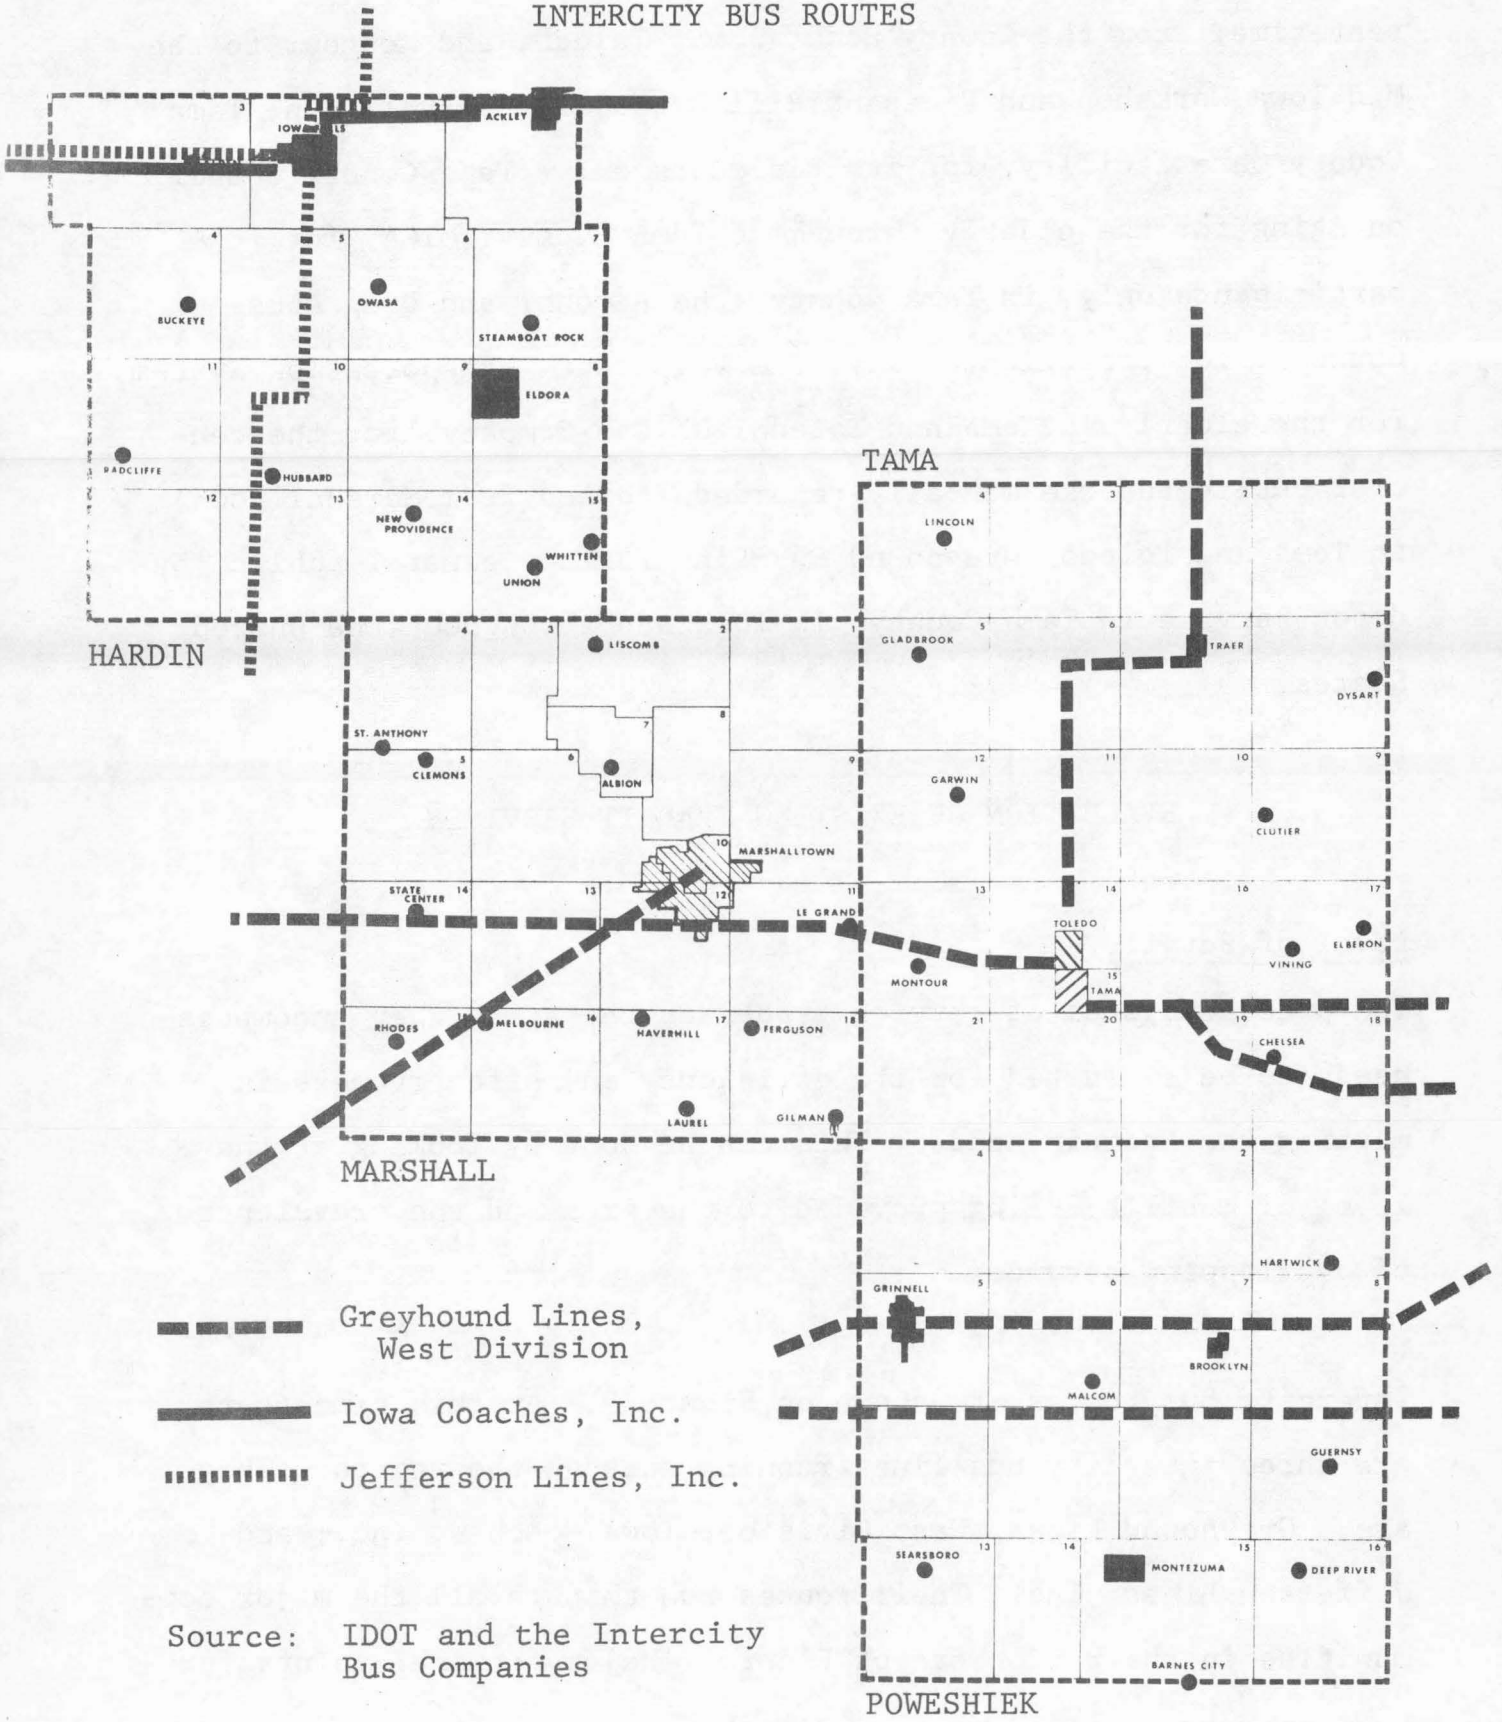 INTERCITY BUS ROUTES
3
2
1
ACKLEY
4
5
6
7
BUCKEYE
OWASA
STEAMBOAT ROCK
11
10
9
8
ELDORA
RADCLIFFE
HUBBARD
12
13
14
15
NEW
PROVIDENCE
WHITTEN
UNION
HARDIN
TAMA
4
3
2
1
LINCOLN
5
6
7
8
GLADBROOK
TRAER
DYSART
12
11
10
9
GARWIN
CLUTIER
13
14
16
17
TOLEDO
ELBERON
VINING
MONTOUR
15
TAMA
21
20
19
18
CHELSEA
4
3
2
1
LISCOMB
ST. ANTHONY
CLEMONS
5
6
7
8
9
ALBION
10
MARSHALLTOWN
STATE
CENTER
14
13
12
11
LE GRAND
RHODES
15
MELBOURNE
16
HAVERHILL
17
FERGUSON
18
LAUREL
GILMAN
MARSHALL
4
3
2
1
HARTWICK
GRINNELL
5
6
7
8
BROOKLYN
MALCOM
GUERNSY
SEARSBORO
13
14
MONTEZUMA
15
16
DEEP RIVER
BARNES CITY
POWESHIEK
Greyhound Lines,
West Division
Iowa Coaches, Inc.
Jefferson Lines, Inc.
Source: IDOT and the Intercity
Bus Companies